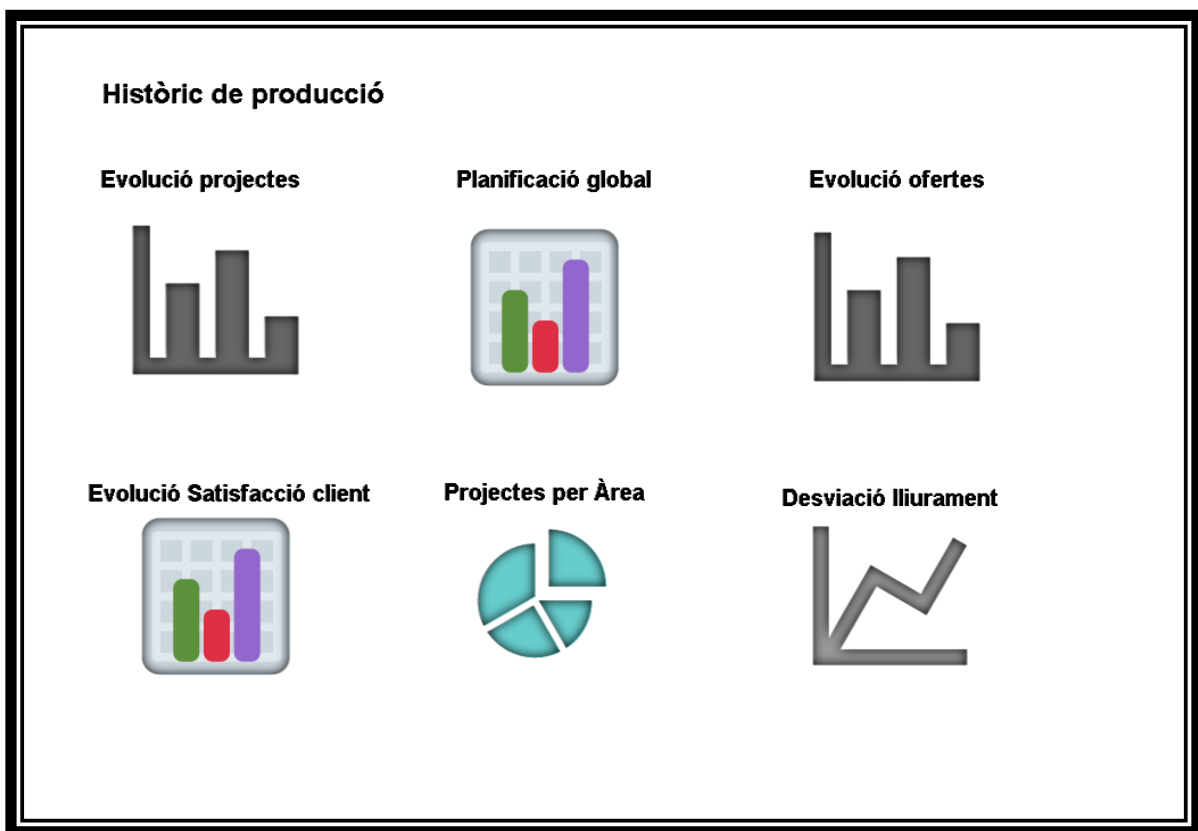 Històric de producció
Evolució projectes
Planificació global
Evolució ofertes
Evolució Satisfacció client
Projectes per Àrea
Desviació lliurament